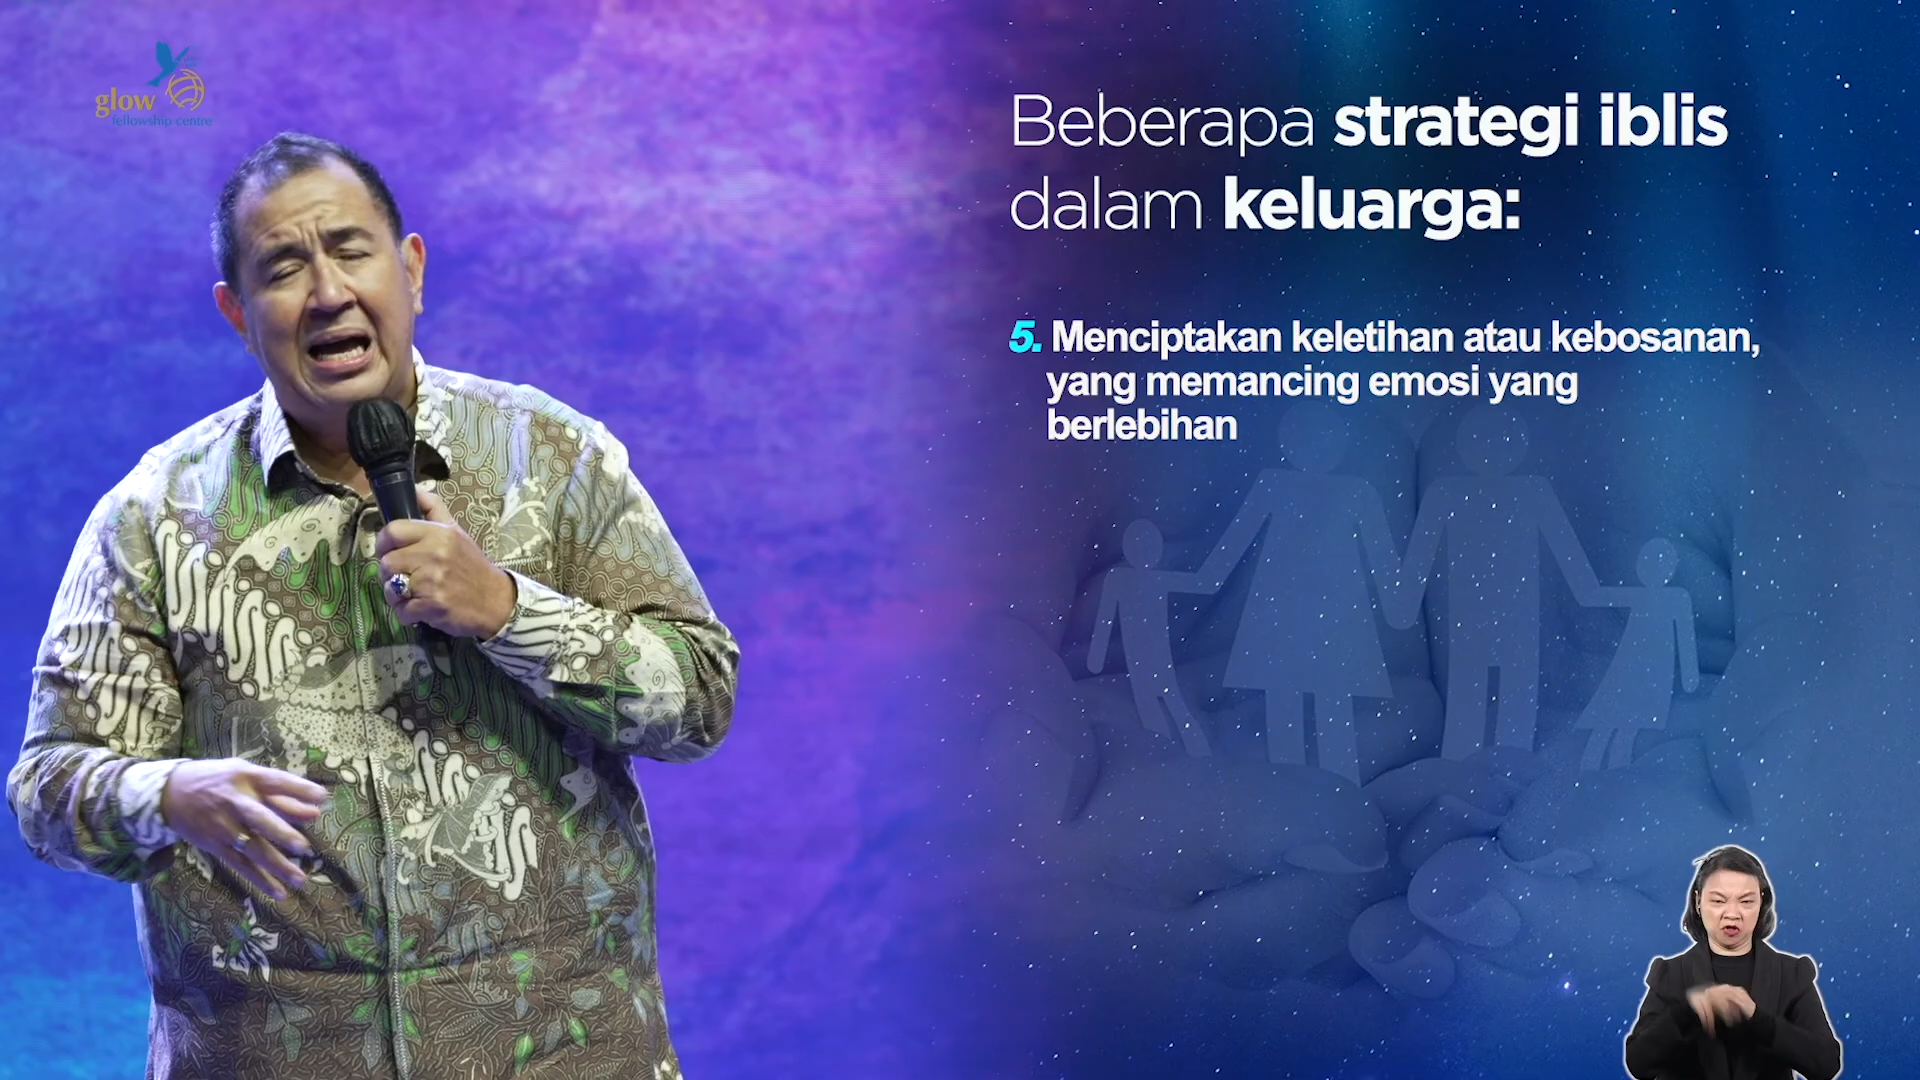 glow
fellowship centre
Beberapa strategi iblis
dalam keluarga:
5. Menciptakan keletihan atau kebosanan,
yang memancing emosi yang
berlebihan